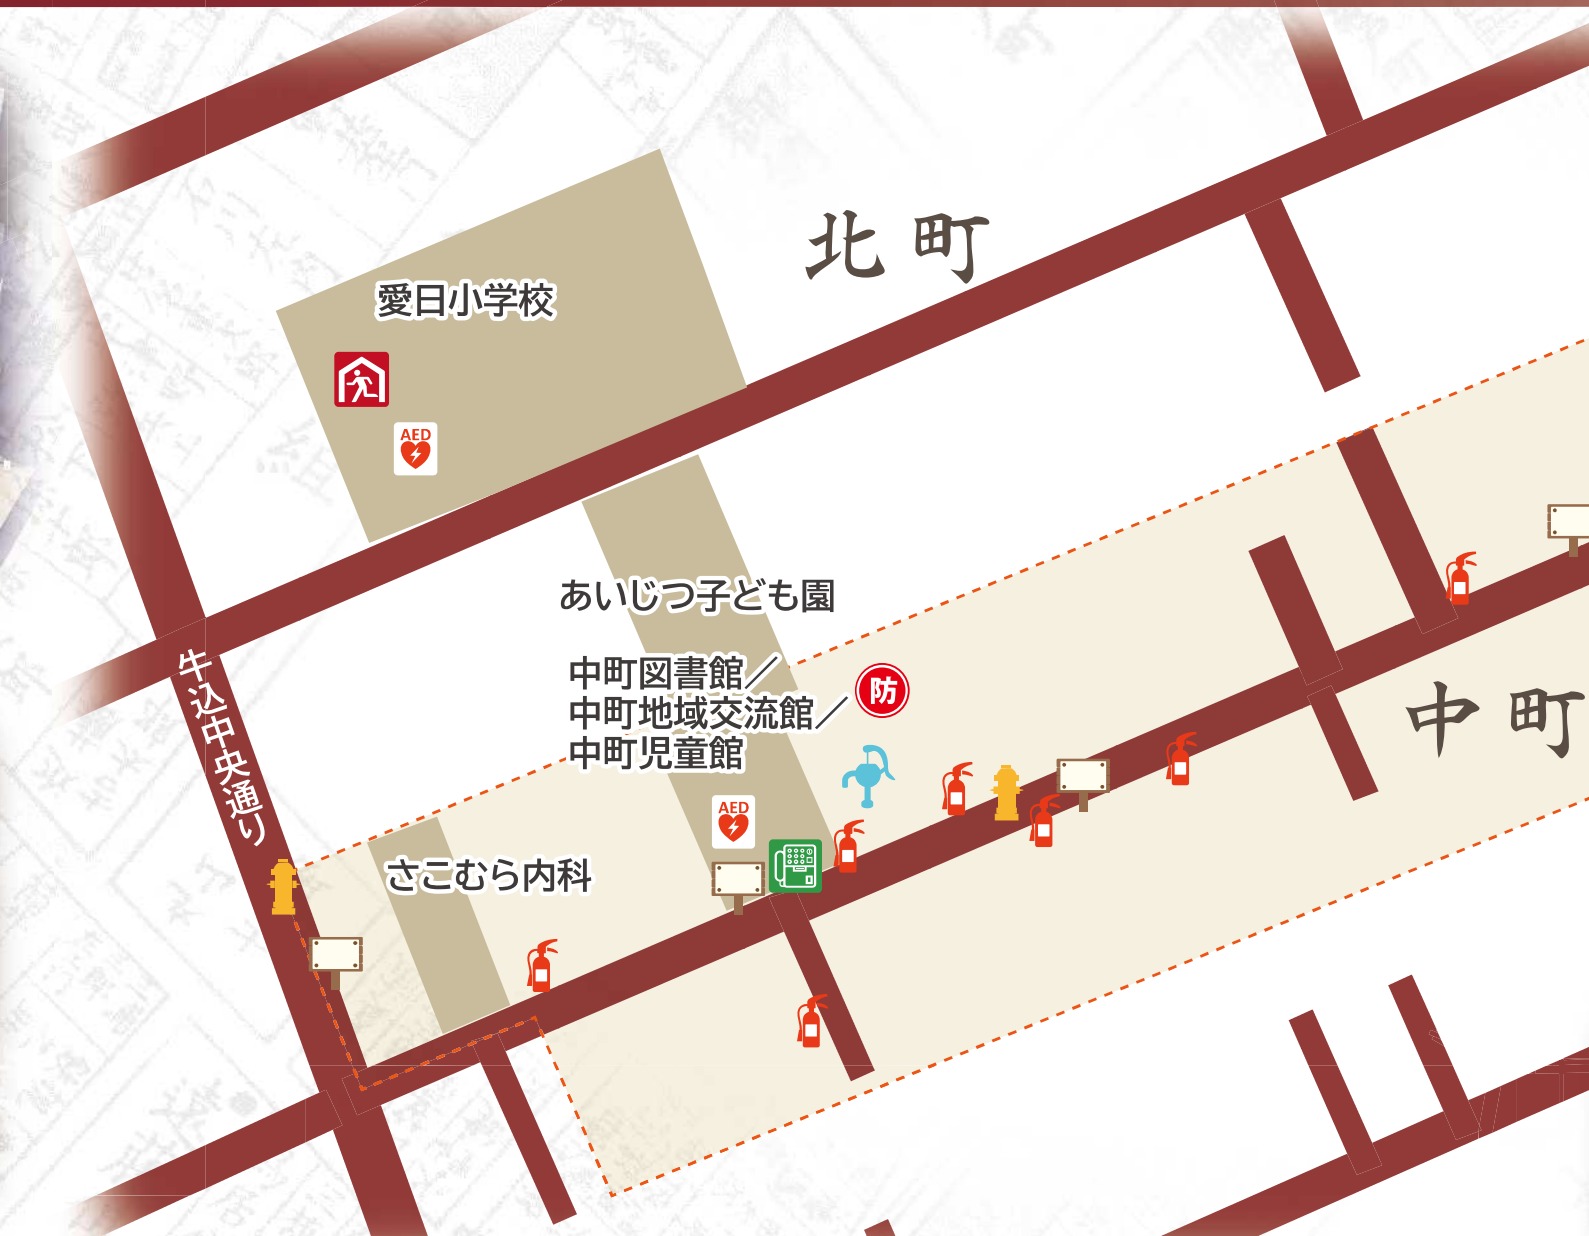 北町
愛日小学校
AED
あいじつ子ども園
中町図書館／
中町地域交流館／
中町児童館
防
牛込中央通り
中町
AED
さこむら内科